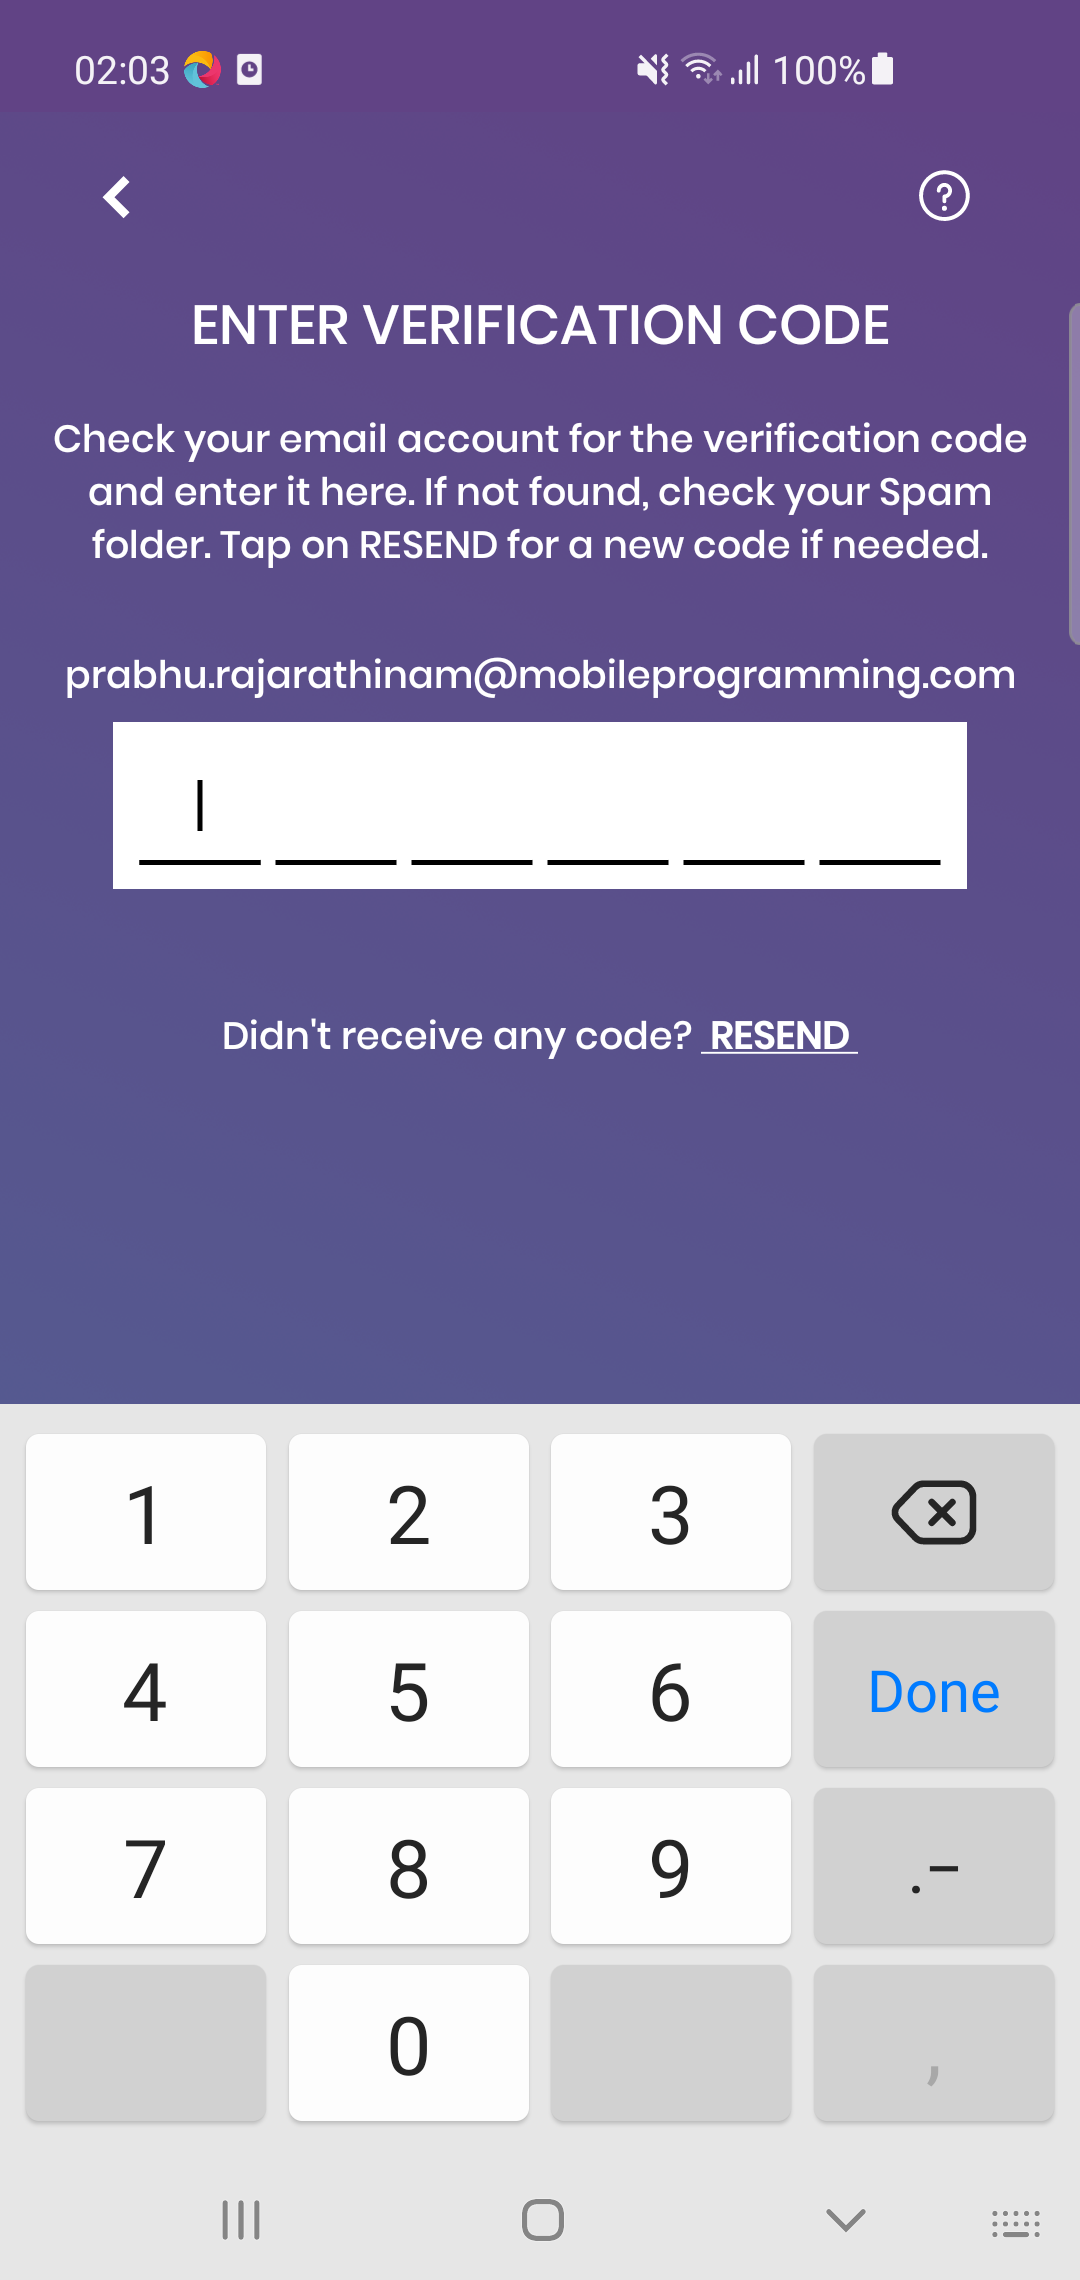 02:03
100%
ENTER VERIFICATION CODE
Check your email account for the verification code
and enter it here. If not found, check your Spam
folder. Tap on RESEND for a new code if needed.
prabhu.rajarathinam@mobileprogramming.com
Didn't receive any code? RESEND
1 2 3
4 5 6 Done
7 8 9 .-
0 ,